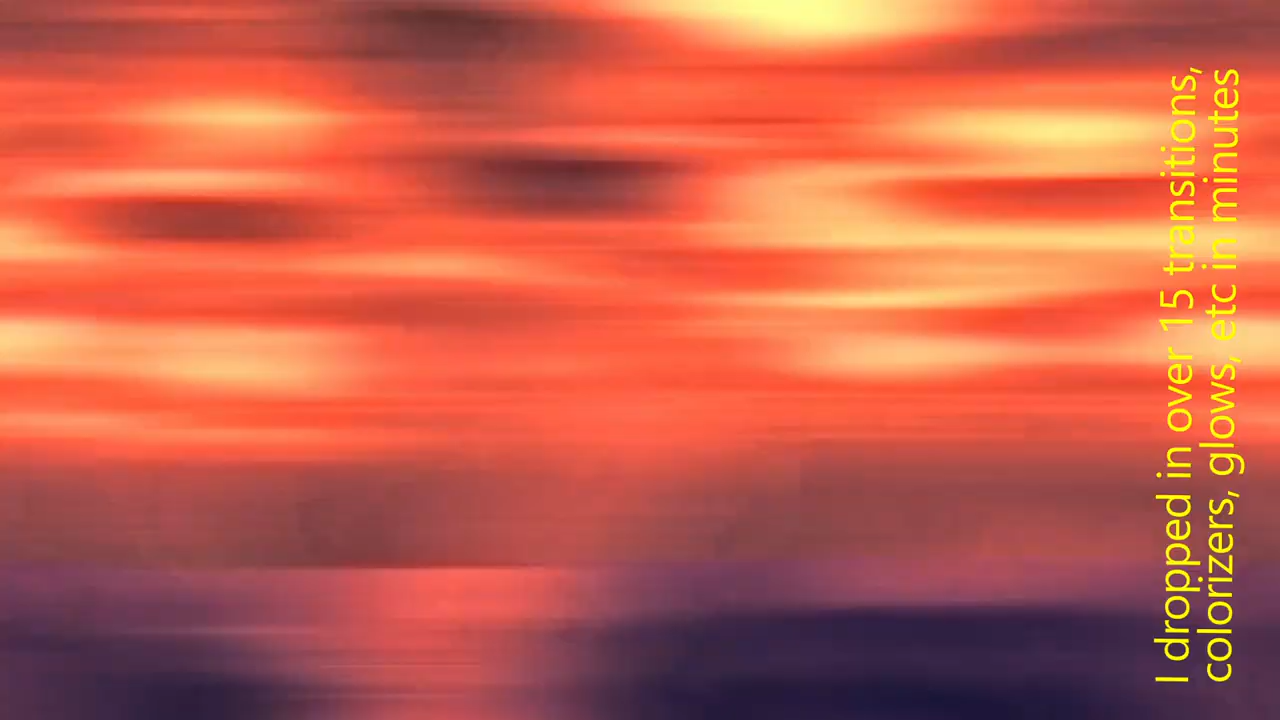 I dropped in over 15 transitions,
colorizers, glows, etc in minutes